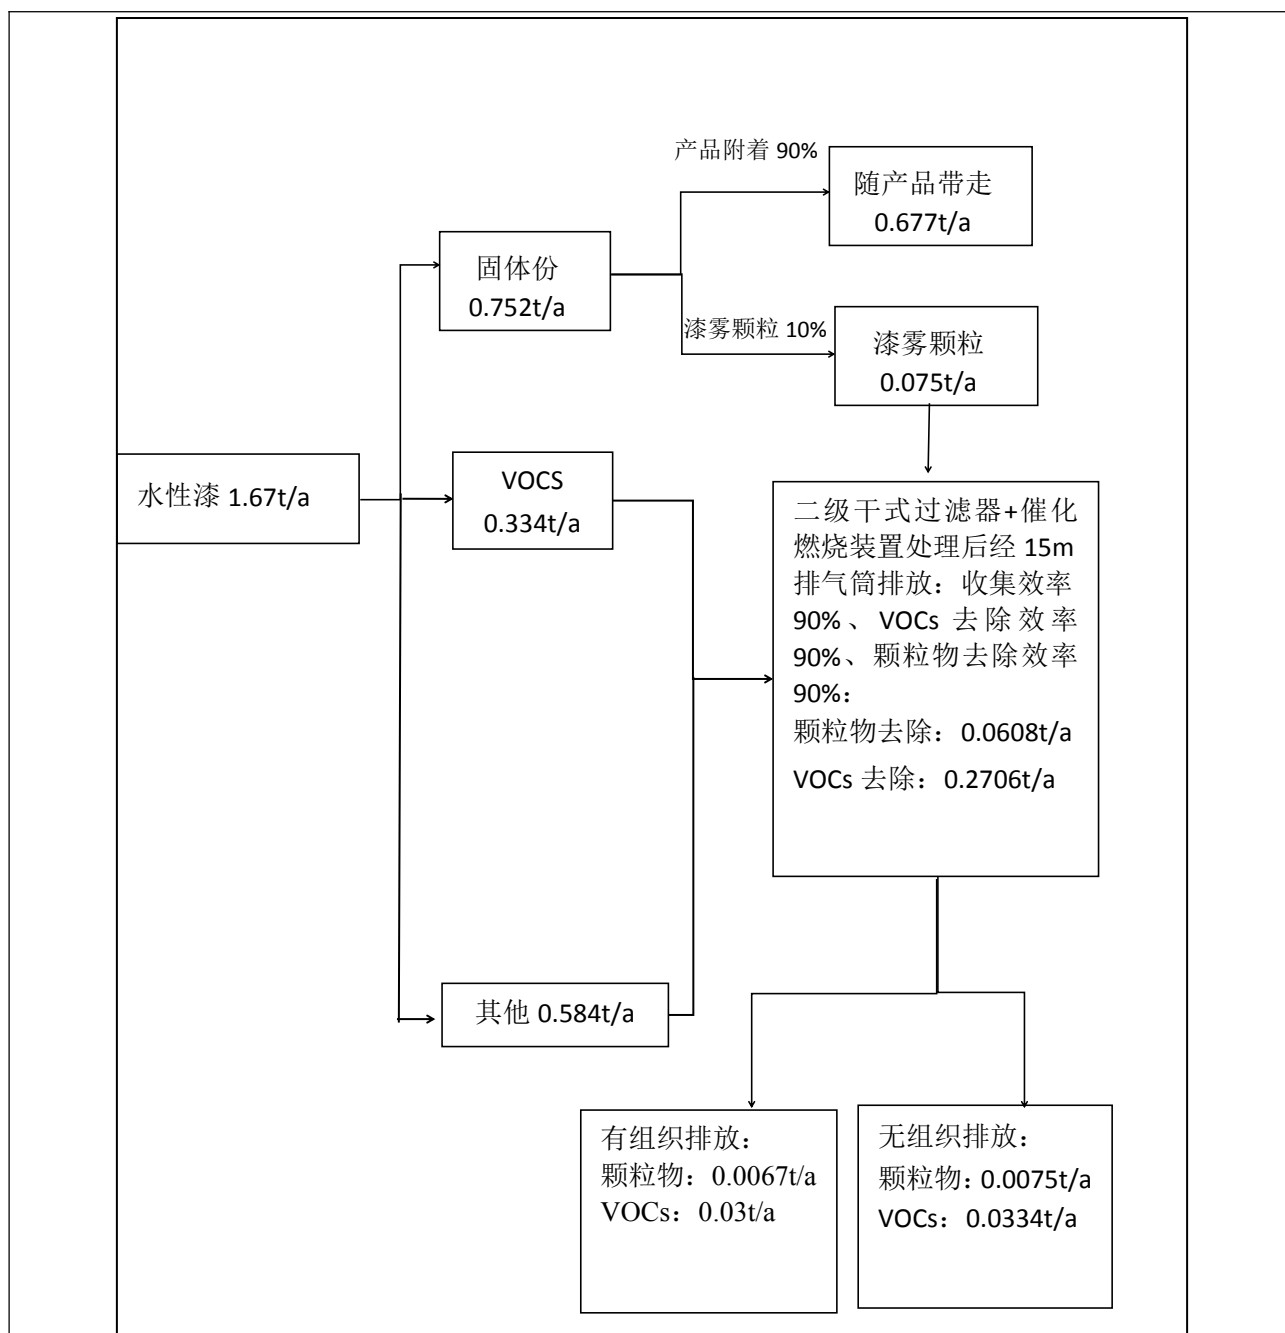 产品附着 90%
随产品带走
0.677t/a
固体份
0.752t/a
漆雾颗粒 10%
漆雾颗粒
0.075t/a
水性漆 1.67t/a
VOCS
0.334t/a
二级干式过滤器+催化
燃烧装置处理后经 15m
排气筒排放：收集效率
90%、VOCs 去除效率
90%、颗粒物去除效率
90%：
颗粒物去除：0.0608t/a
VOCs 去除：0.2706t/a
其他 0.584t/a
有组织排放：
颗粒物：0.0067t/a
VOCs：0.03t/a
无组织排放：
颗粒物：0.0075t/a
VOCs：0.0334t/a